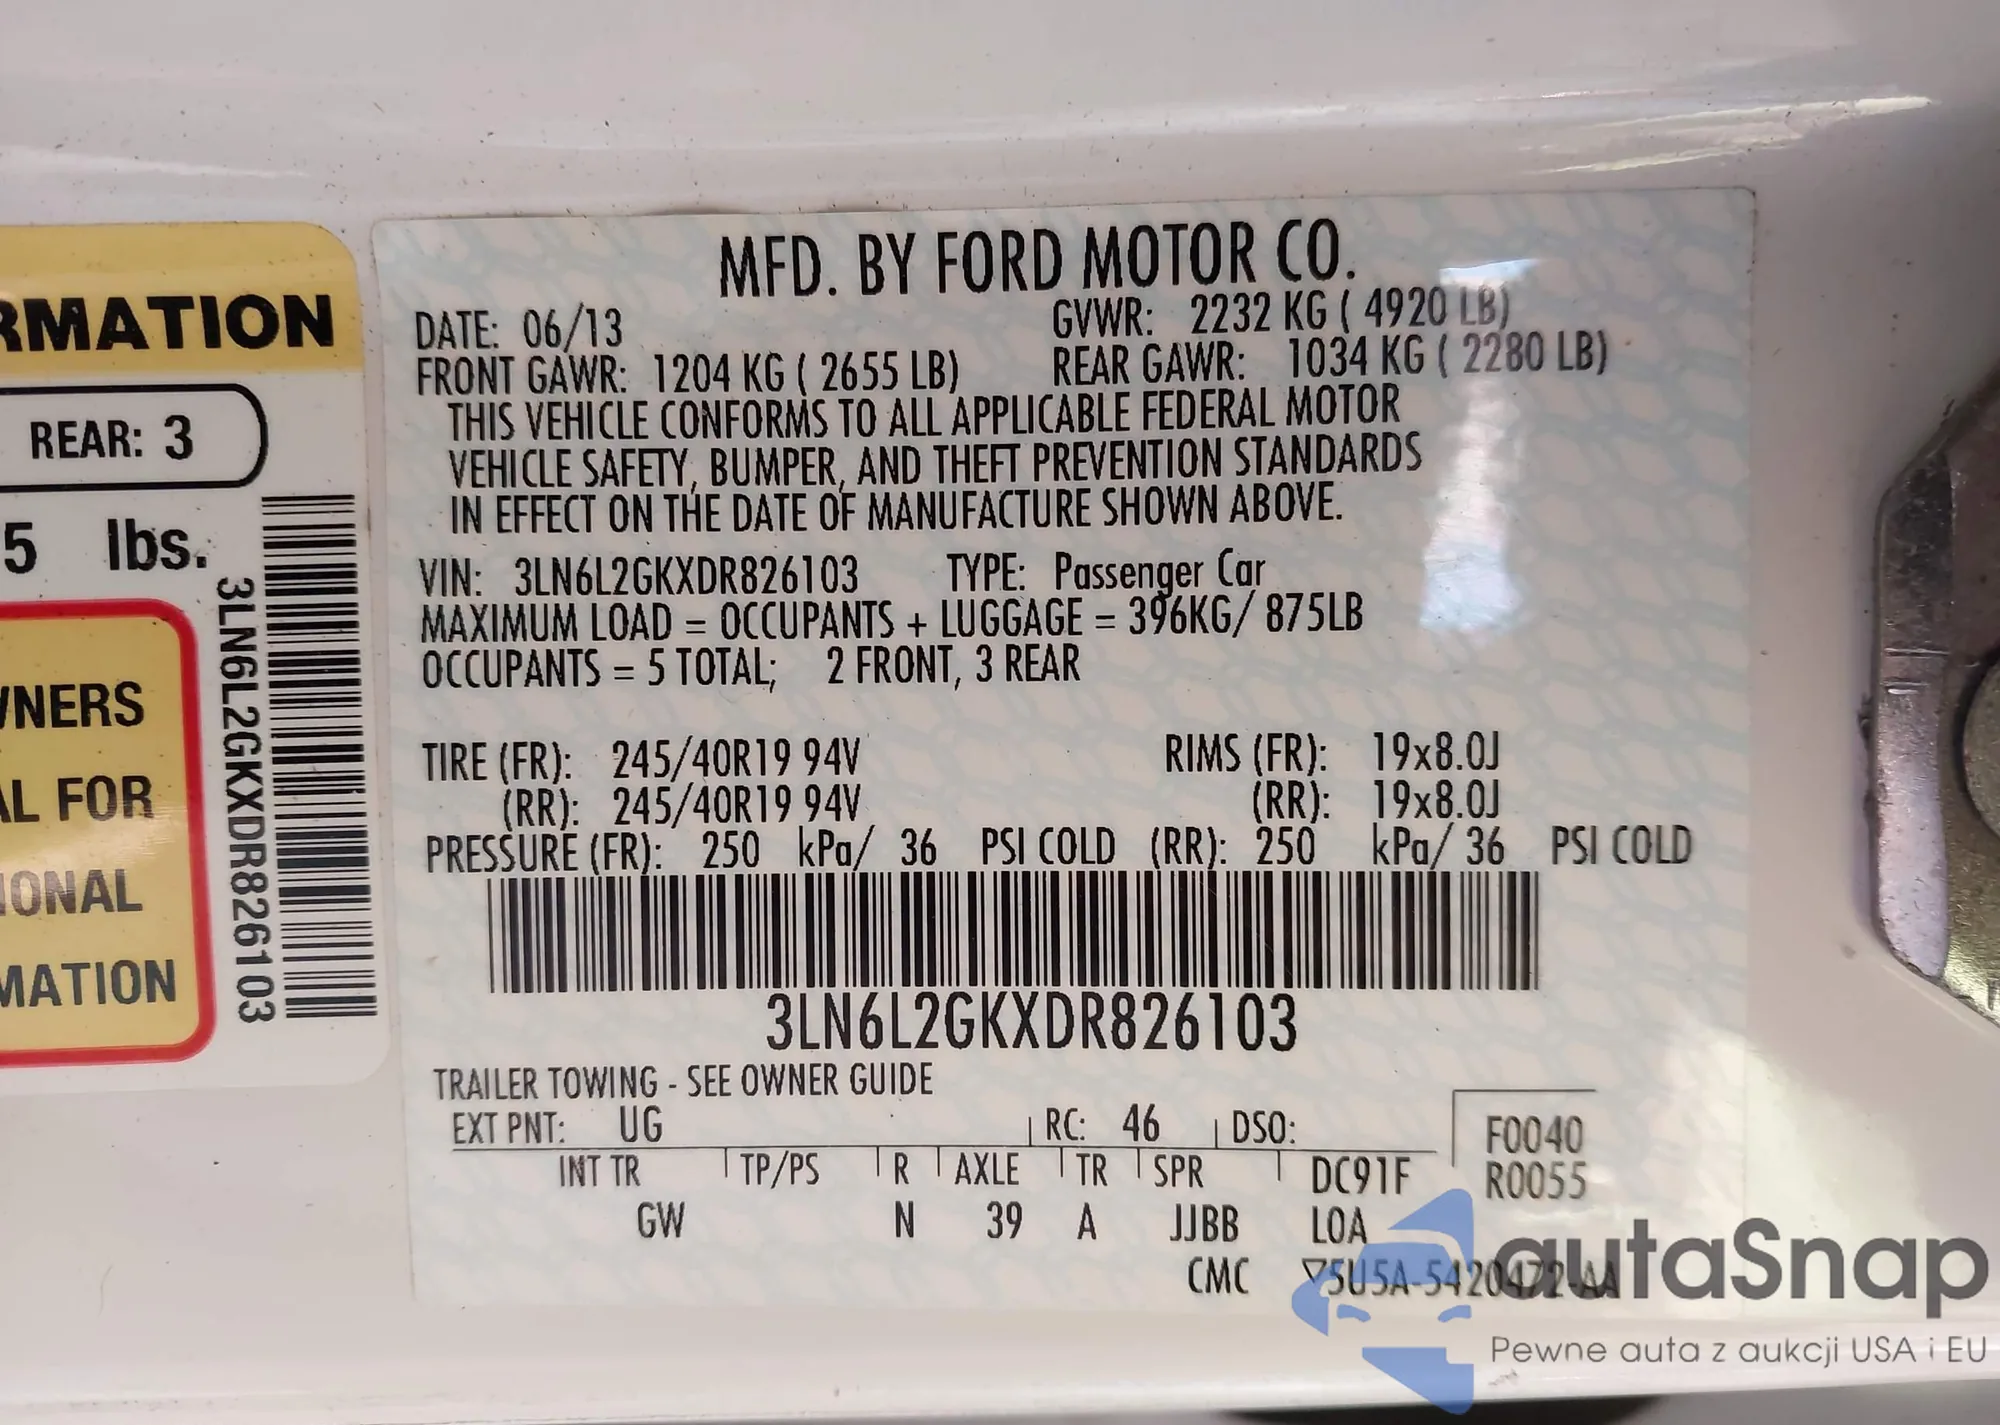 RMATION
REAR: 3
5 lbs.
WNERS
AL FOR
IONAL
MATION
3LN6L2GKXDR826103
MFD. BY FORD MOTOR CO.
DATE: 06/13 GVWR: 2232 KG ( 4920 LB)
FRONT GAWR: 1204 KG ( 2655 LB) REAR GAWR: 1034 KG ( 2280 LB)
THIS VEHICLE CONFORMS TO ALL APPLICABLE FEDERAL MOTOR
VEHICLE SAFETY, BUMPER, AND THEFT PREVENTION STANDARDS
IN EFFECT ON THE DATE OF MANUFACTURE SHOWN ABOVE.
VIN: 3LN6L2GKXDR826103 TYPE: Passenger Car
MAXIMUM LOAD = OCCUPANTS + LUGGAGE = 396KG/ 875LB
OCCUPANTS = 5 TOTAL; 2 FRONT, 3 REAR
TIRE (FR): 245/40R19 94V RIMS (FR): 19x8.0J
(RR): 245/40R19 94V (RR): 19x8.0J
PRESSURE (FR): 250 kPa/ 36 PSI COLD (RR): 250 kPa/ 36 PSI COLD
3LN6L2GKXDR826103
TRAILER TOWING - SEE OWNER GUIDE
EXT PNT: UG RC: 46 DSO: F0040
INT TR TP/PS R AXLE TR SPR DC91F R0055
GW N 39 A JJBB LOA
CMC ▽5U5A-5420472-AA
autaSnap
Pewne auta z aukcji USA i EU